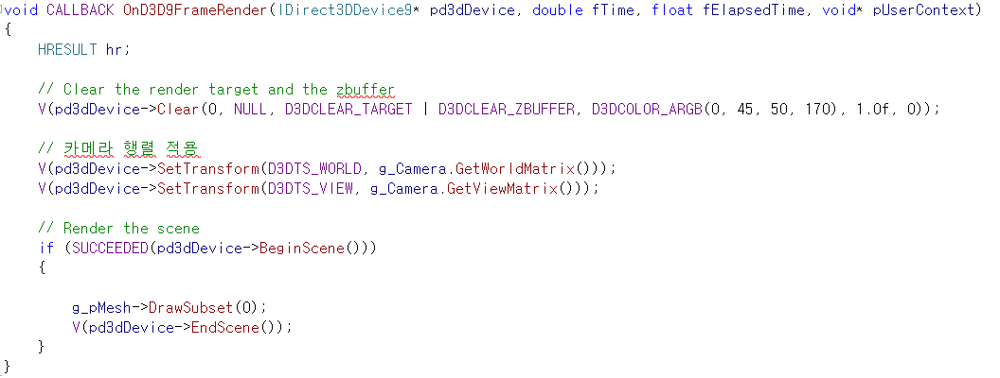 void CALLBACK OnD3D9FrameRender(IDirect3DDevice9* pd3dDevice, double fTime, float fElapsedTime, void* pUserContext)
{
    HRESULT hr;

    // Clear the render target and the zbuffer
    V(pd3dDevice->Clear(0, NULL, D3DCLEAR_TARGET | D3DCLEAR_ZBUFFER, D3DCOLOR_ARGB(0, 45, 50, 170), 1.0f, 0));

    // 카메라 행렬 적용
    V(pd3dDevice->SetTransform(D3DTS_WORLD, g_Camera.GetWorldMatrix()));
    V(pd3dDevice->SetTransform(D3DTS_VIEW, g_Camera.GetViewMatrix()));

    // Render the scene
    if (SUCCEEDED(pd3dDevice->BeginScene()))
    {

        g_pMesh->DrawSubset(0);
        V(pd3dDevice->EndScene());
    }
}